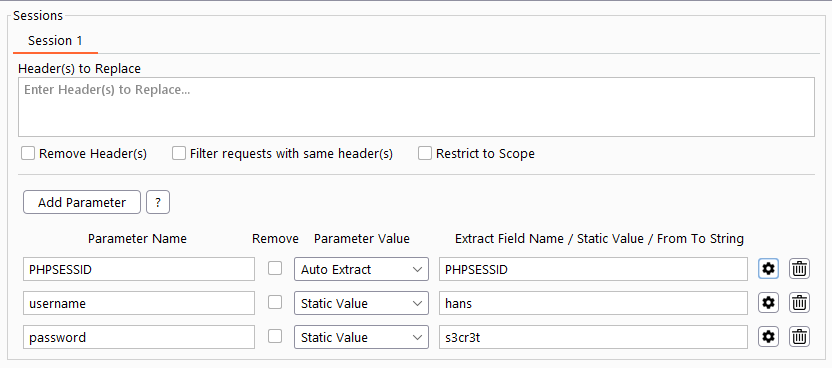 Sessions
Session 1
Header(s) to Replace
Enter Header(s) to Replace...
Remove Header(s) Filter requests with same header(s) Restrict to Scope
Add Parameter ?
Parameter Name Remove Parameter Value Extract Field Name / Static Value / From To String
PHPSESSID Auto Extract PHPSESSID
username Static Value hans
password Static Value s3cr3t